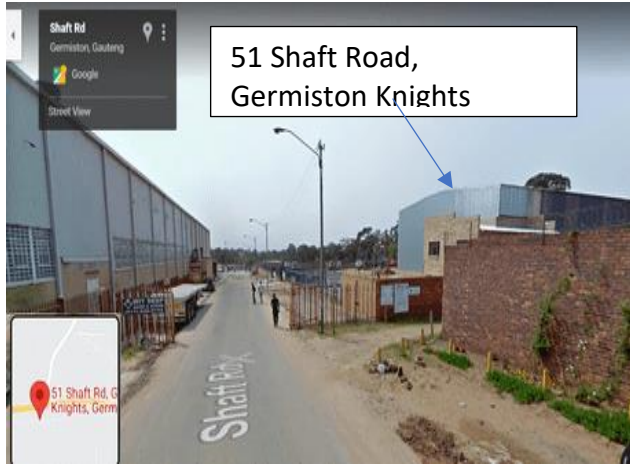 Shaft Rd
Germiston, Gauteng
Google
Street View
51 Shaft Road,
Germiston Knights
Shaft Rd
51 Shaft Rd, G
Knights, Germ